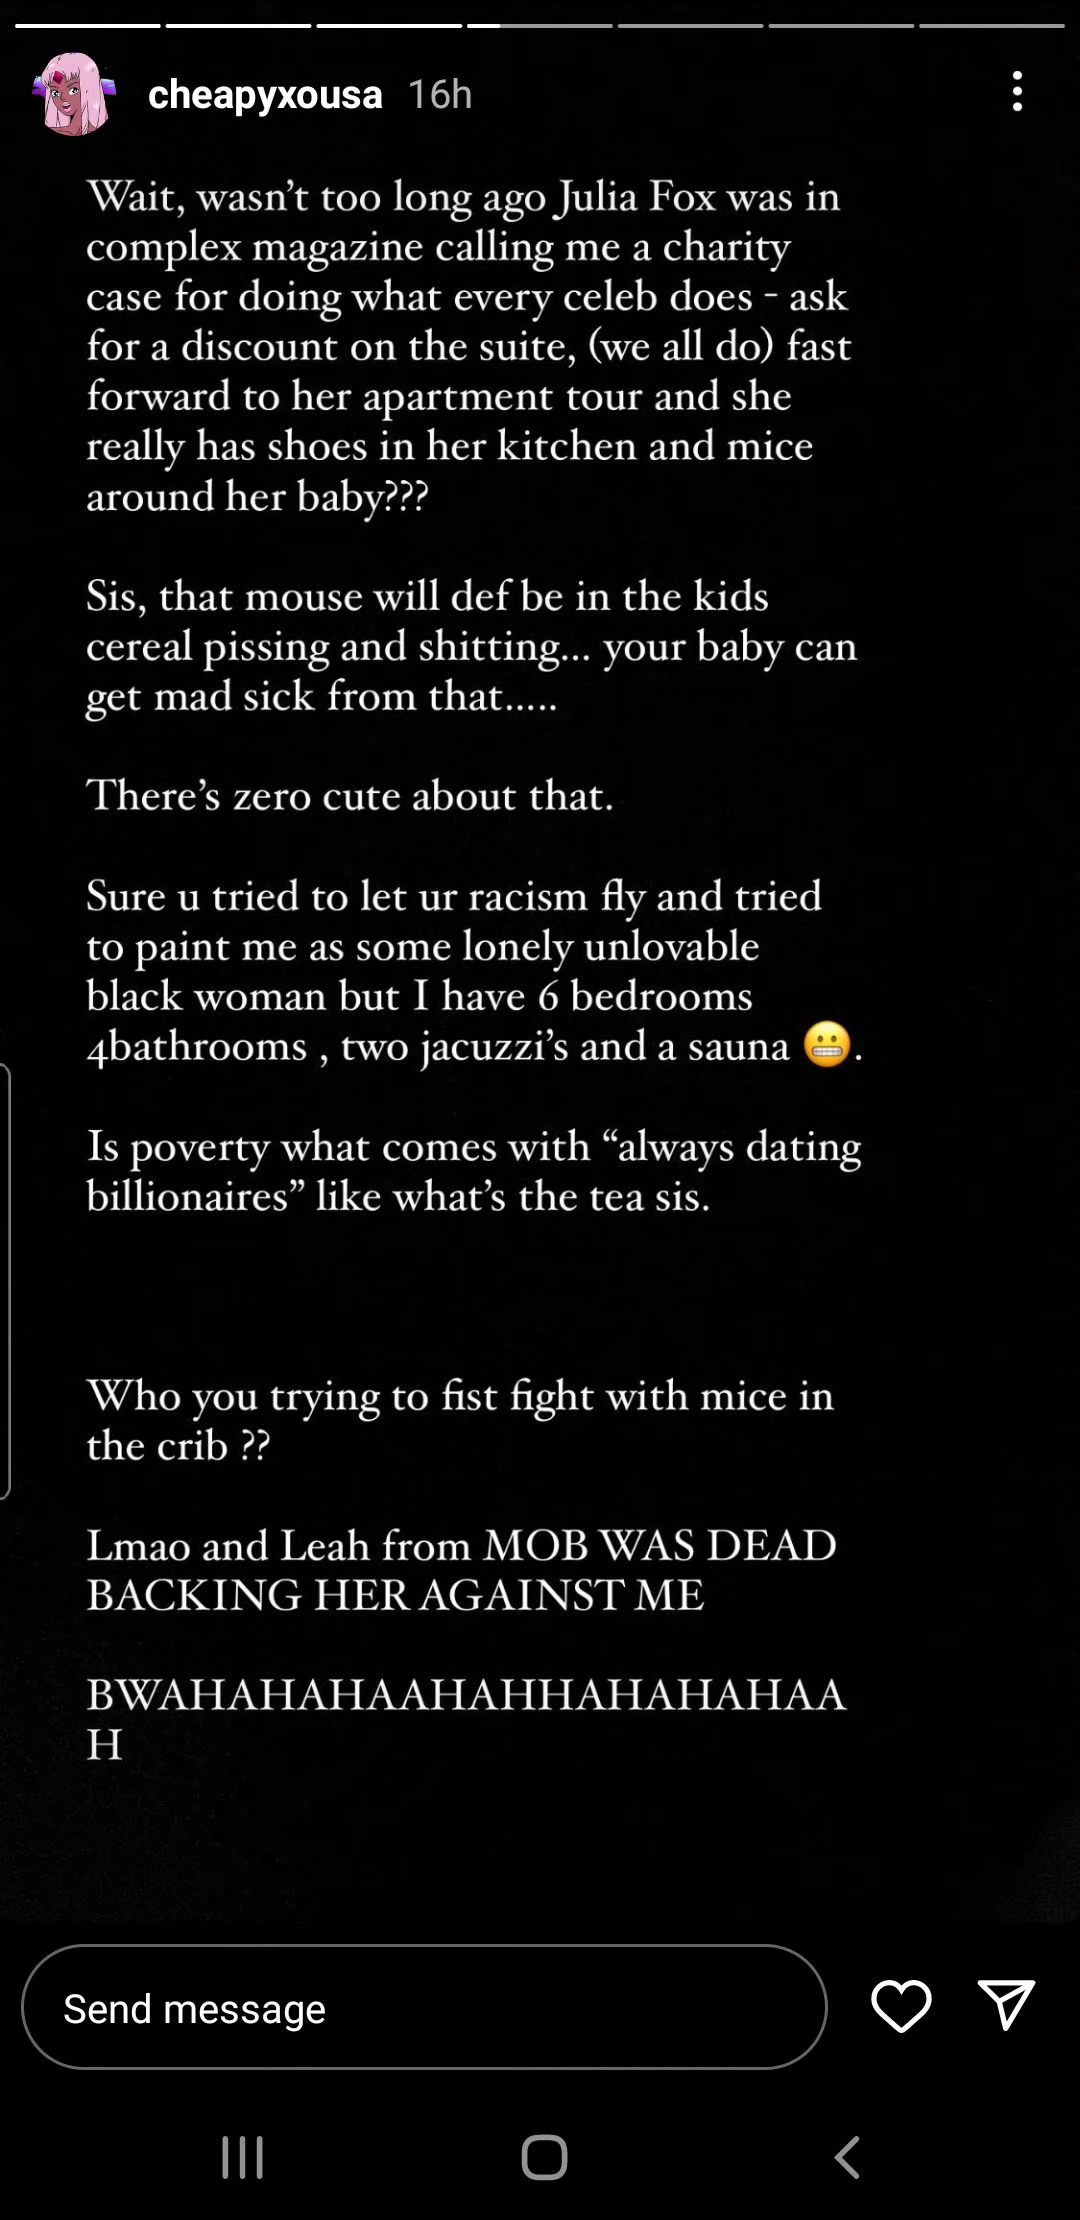 cheapyxousa 16h
Wait, wasn’t too long ago Julia Fox was in
complex magazine calling me a charity
case for doing what every celeb does - ask
for a discount on the suite, (we all do) fast
forward to her apartment tour and she
really has shoes in her kitchen and mice
around her baby???
Sis, that mouse will def be in the kids
cereal pissing and shitting... your baby can
get mad sick from that.....
There’s zero cute about that.
Sure u tried to let ur racism fly and tried
to paint me as some lonely unlovable
black woman but I have 6 bedrooms
4bathrooms , two jacuzzi’s and a sauna 😬.
Is poverty what comes with “always dating
billionaires” like what’s the tea sis.
Who you trying to fist fight with mice in
the crib ??
Lmao and Leah from MOB WAS DEAD
BACKING HER AGAINST ME
BWAHAHAHAAHAHHAHAHAHAA
H
Send message